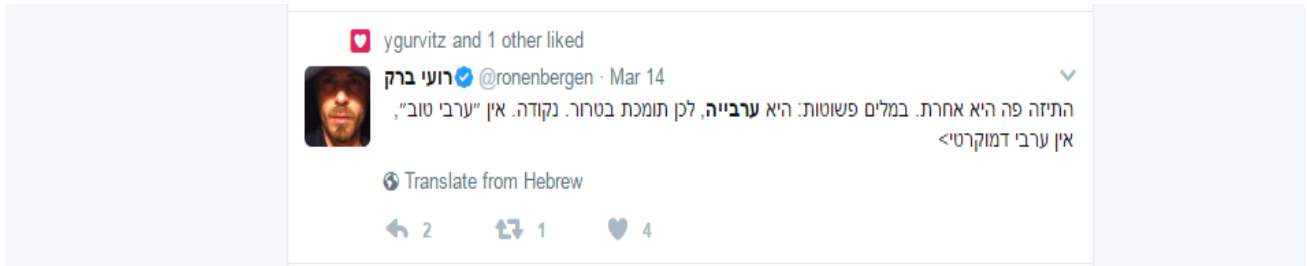 ygurvitz and 1 other liked
רועי ברק @ronenbergen · Mar 14
התיזה פה היא אחרת. במלים פשוטות: היא ערבייה, לכן תומכת בטרור. נקודה. אין ״ערבי טוב״,
אין ערבי דמוקרטי>
Translate from Hebrew
2 1 4